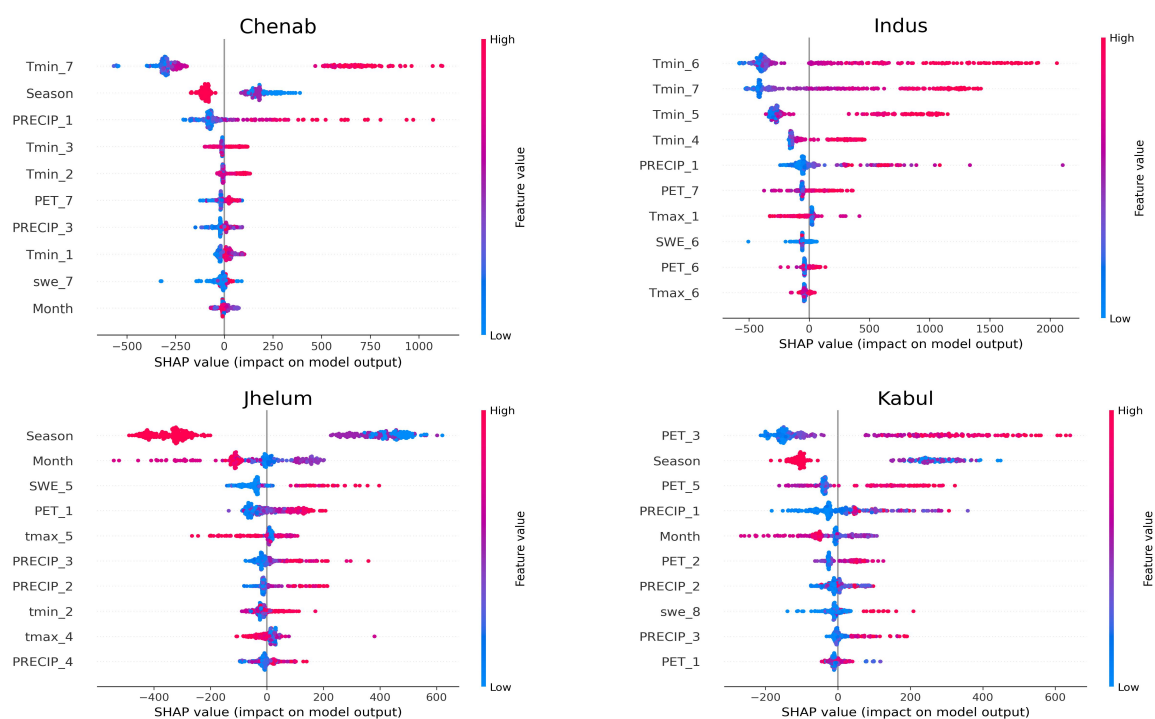 Chenab
High
Tmin_7
Season
PRECIP_1
Tmin_3
Tmin_2
PET_7
PRECIP_3
Tmin_1
swe_7
Month
Low
Feature value
−500 −250 0 250 500 750 1000
SHAP value (impact on model output)
Indus
High
Tmin_6
Tmin_7
Tmin_5
Tmin_4
PRECIP_1
PET_7
Tmax_1
SWE_6
PET_6
Tmax_6
Low
Feature value
−500 0 500 1000 1500 2000
SHAP value (impact on model output)
Jhelum
High
Season
Month
SWE_5
PET_1
tmax_5
PRECIP_3
PRECIP_2
tmin_2
tmax_4
PRECIP_4
Low
Feature value
−400 −200 0 200 400 600
SHAP value (impact on model output)
Kabul
High
PET_3
Season
PET_5
PRECIP_1
Month
PET_2
PRECIP_2
swe_8
PRECIP_3
PET_1
Low
Feature value
−200 0 200 400 600
SHAP value (impact on model output)